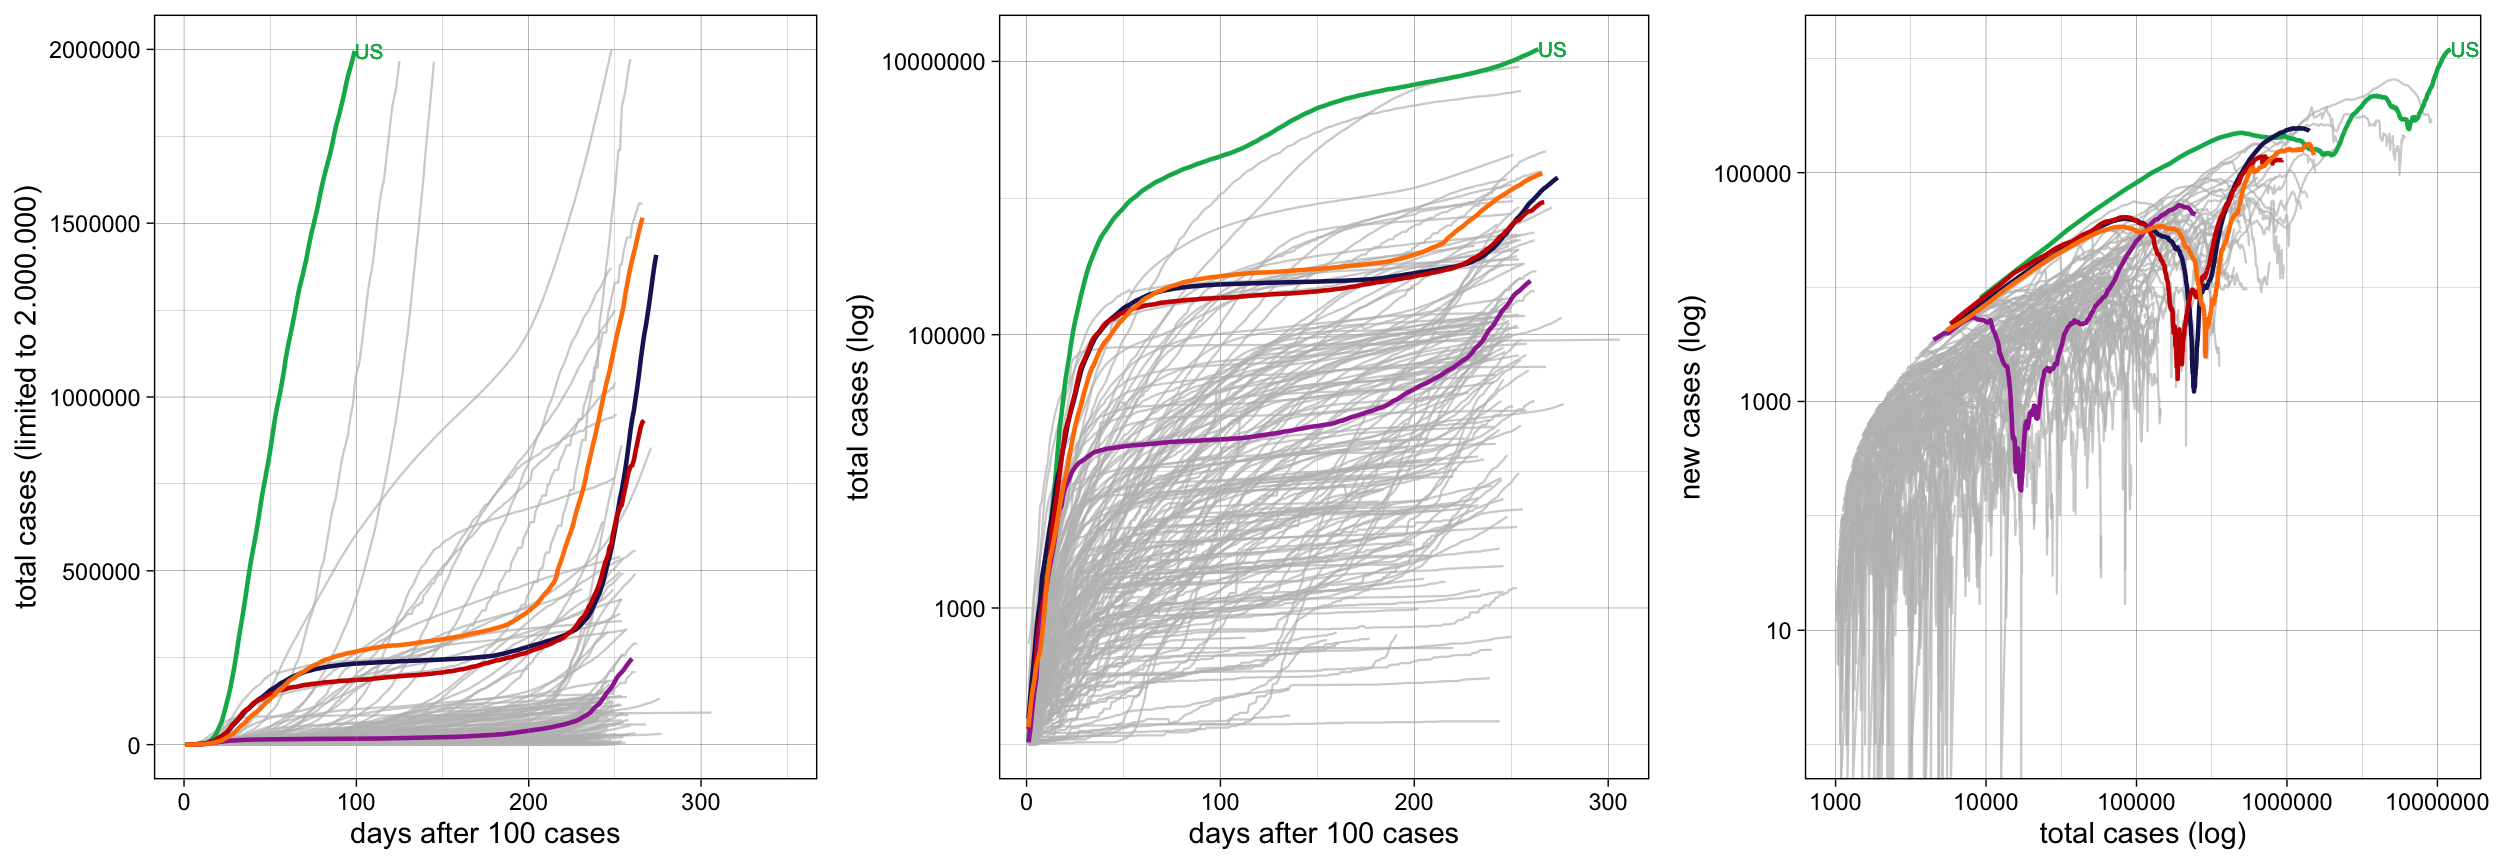 total cases (limited to 2.000.000)
2000000
1500000
1000000
500000
0
US
0 100 200 300
days after 100 cases
total cases (log)
10000000
100000
1000
US
0 100 200 300
days after 100 cases
new cases (log)
100000
1000
10
US
1000 10000 100000 1000000 10000000
total cases (log)